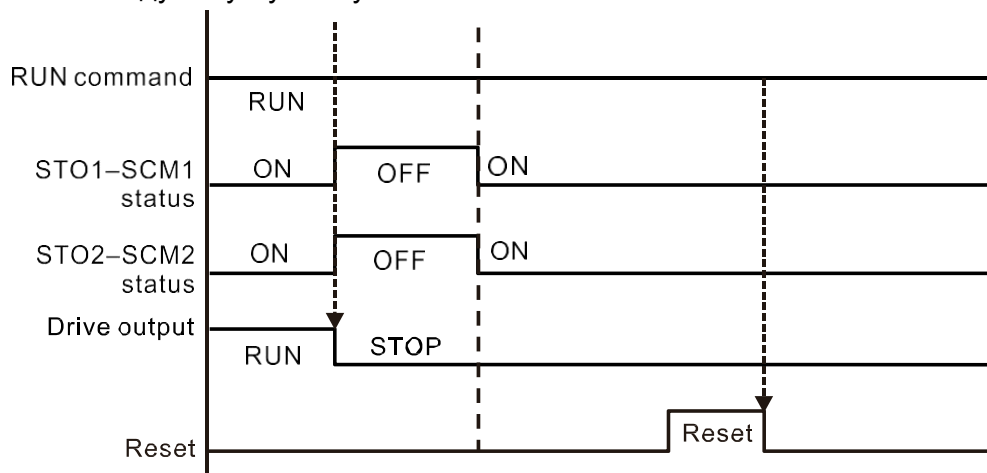 RUN command
RUN
STO1–SCM1
status
ON
OFF
ON
STO2–SCM2
status
ON
OFF
ON
Drive output
RUN
STOP
Reset
Reset